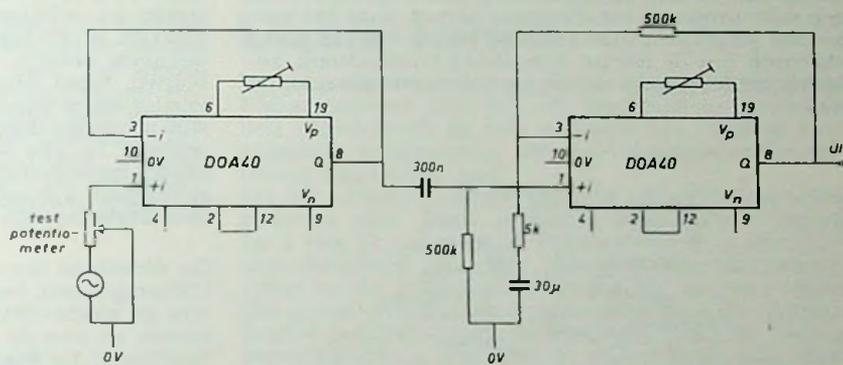 500k
6
19
6
19
3
-i
Vp
3
-i
Vp
10
0V
DOA40
Q
8
10
0V
DOA40
Q
8
UI
1
+i
Vn
300n
1
+i
Vn
4
2
12
9
4
2
12
9
test
potentio-
meter
500k
5k
30μ
0V
0V